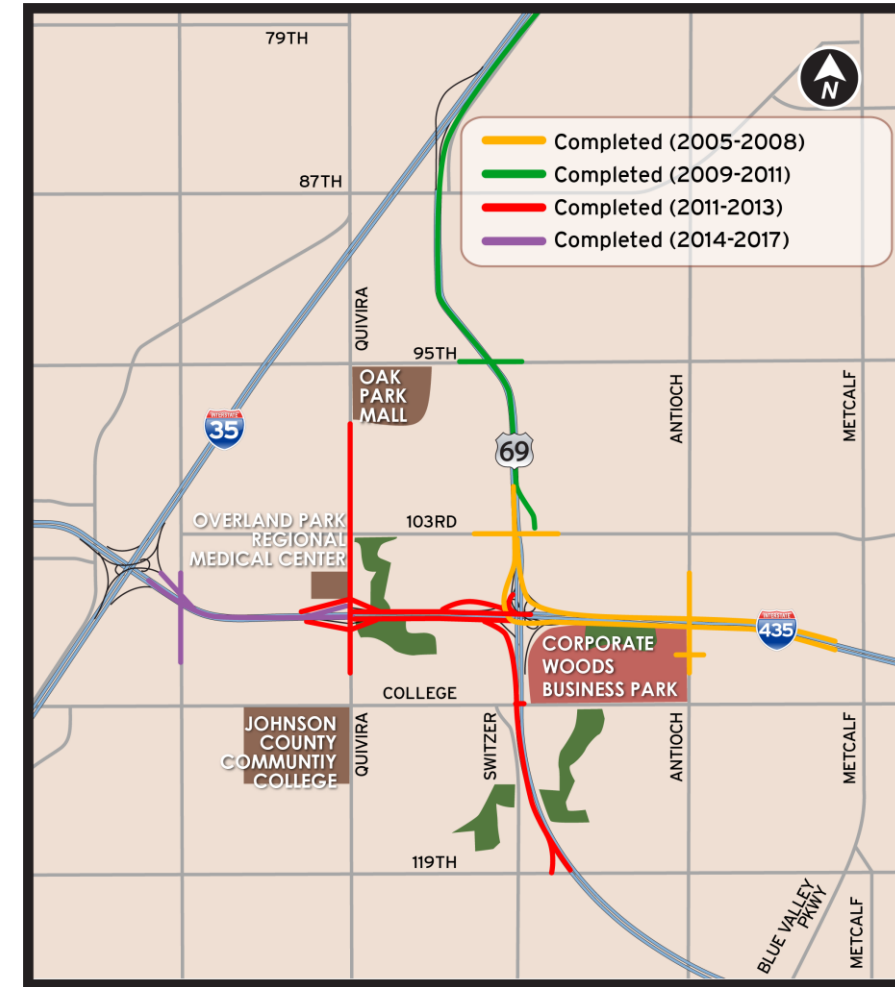 79TH
N
Completed (2005-2008)
Completed (2009-2011)
Completed (2011-2013)
Completed (2014-2017)
87TH
QUIVIRA
95TH
OAK
PARK
MALL
ANTIOCH
METCALF
INTERSTATE
35
69
OVERLAND PARK
REGIONAL
MEDICAL CENTER
103RD
INTERSTATE
435
CORPORATE
WOODS
BUSINESS PARK
COLLEGE
JOHNSON
COUNTY
COMMUNTIY
COLLEGE
QUIVIRA
SWITZER
ANTIOCH
METCALF
119TH
BLUE VALLEY
PKWY
METCALF